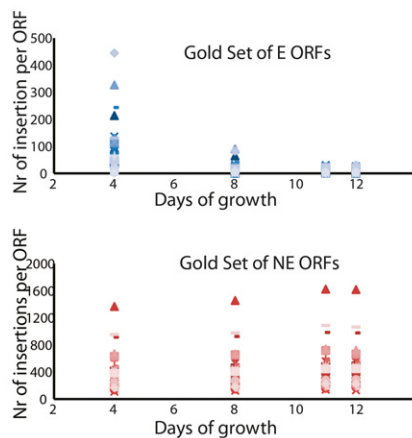 Gold Set of E ORFs
Nr of insertion per ORF
500
400
300
200
100
0
2 4 6 8 10 12
Days of growth
Gold Set of NE ORFs
Nr of insertions per ORF
2000
1600
1200
800
400
0
2 4 6 8 10 12
Days of growth